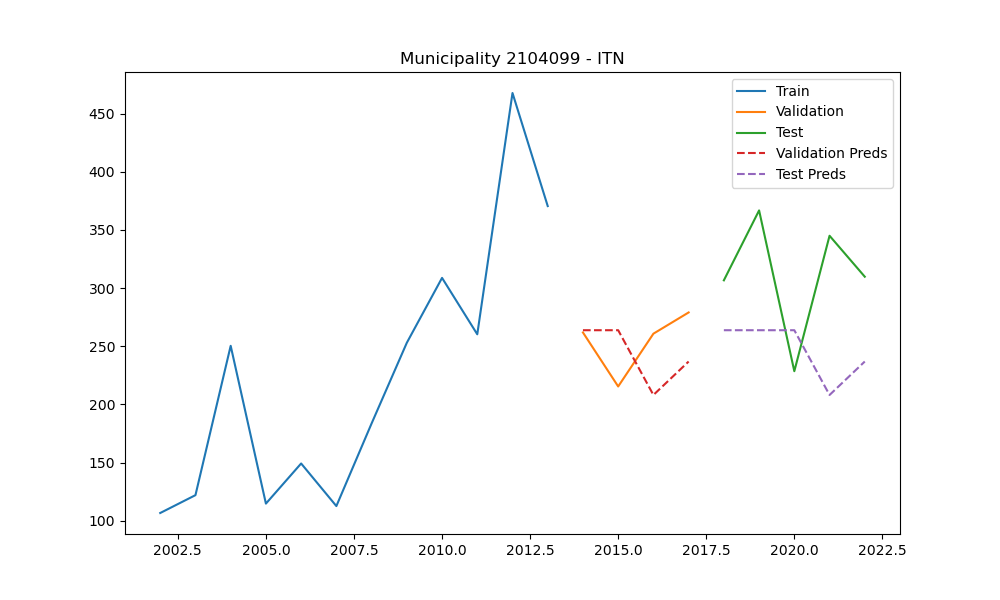 Municipality 2104099 - ITN
Train
Validation
Test
Validation Preds
Test Preds
450
400
350
300
250
200
150
100
2002.5 2005.0 2007.5 2010.0 2012.5 2015.0 2017.5 2020.0 2022.5